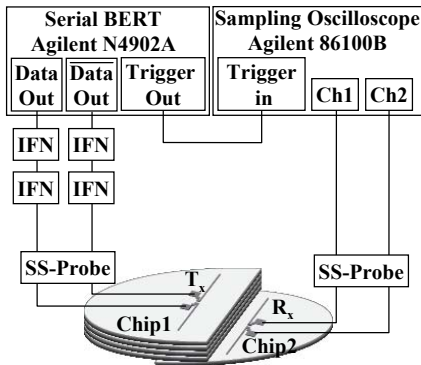 Serial BERT
Agilent N4902A
Sampling Oscilloscope
Agilent 86100B
Data
Out
Data
Out
Trigger
Out
Trigger
in
Ch1
Ch2
IFN
IFN
IFN
IFN
SS-Probe
SS-Probe
Tx
Rx
Chip1
Chip2